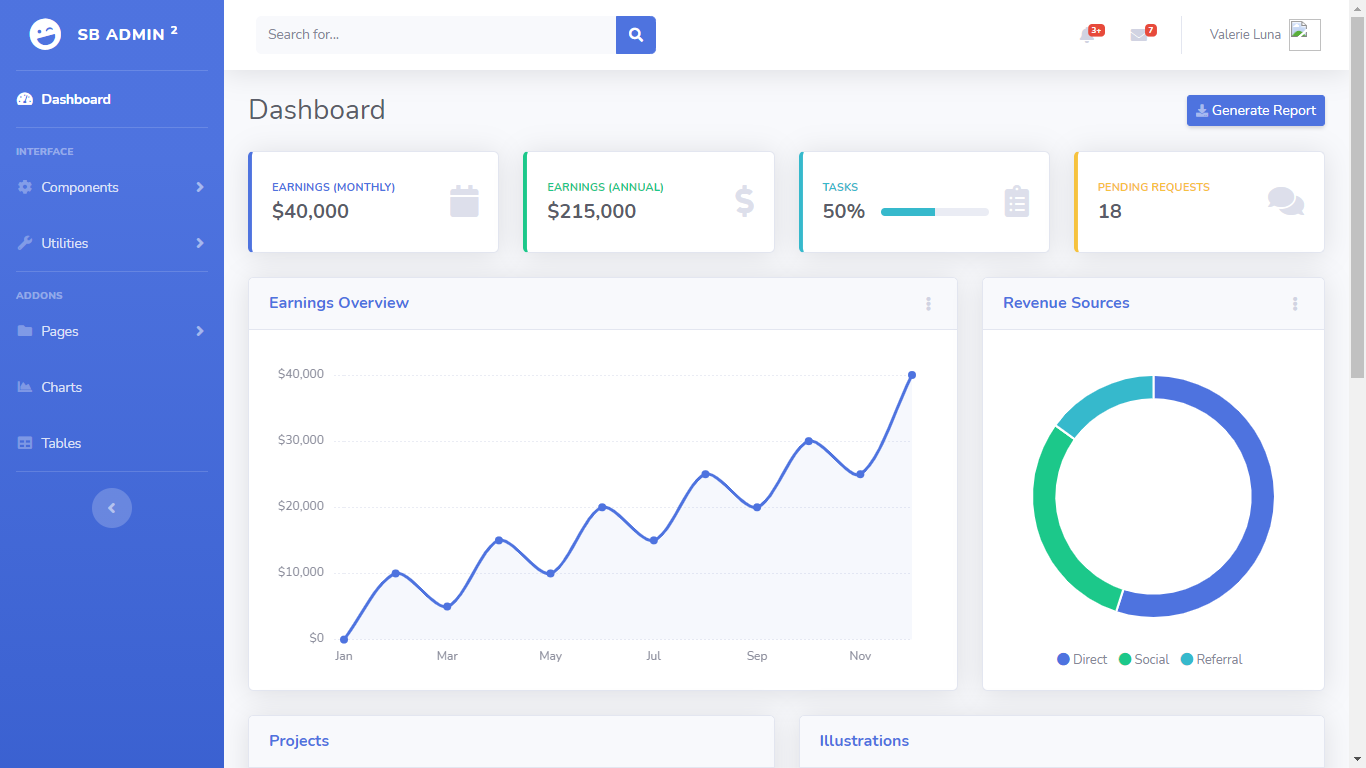 SB ADMIN 2
Search for...
3+
7
Valerie Luna
Dashboard
INTERFACE
Components
Utilities
ADDONS
Pages
Charts
Tables
Dashboard
Generate Report
EARNINGS (MONTHLY)
$40,000
EARNINGS (ANNUAL)
$215,000
TASKS
50%
PENDING REQUESTS
18
Earnings Overview
$40,000
$30,000
$20,000
$10,000
$0
Jan Mar May Jul Sep Nov
Revenue Sources
Direct Social Referral
Projects
Illustrations